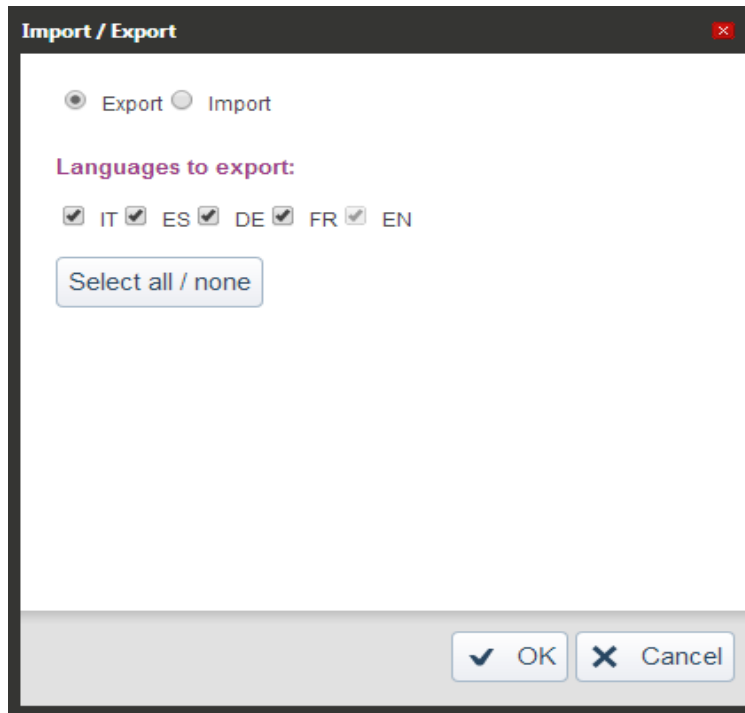 Import / Export
Export Import
Languages to export:
IT ES DE FR EN
Select all / none
OK Cancel